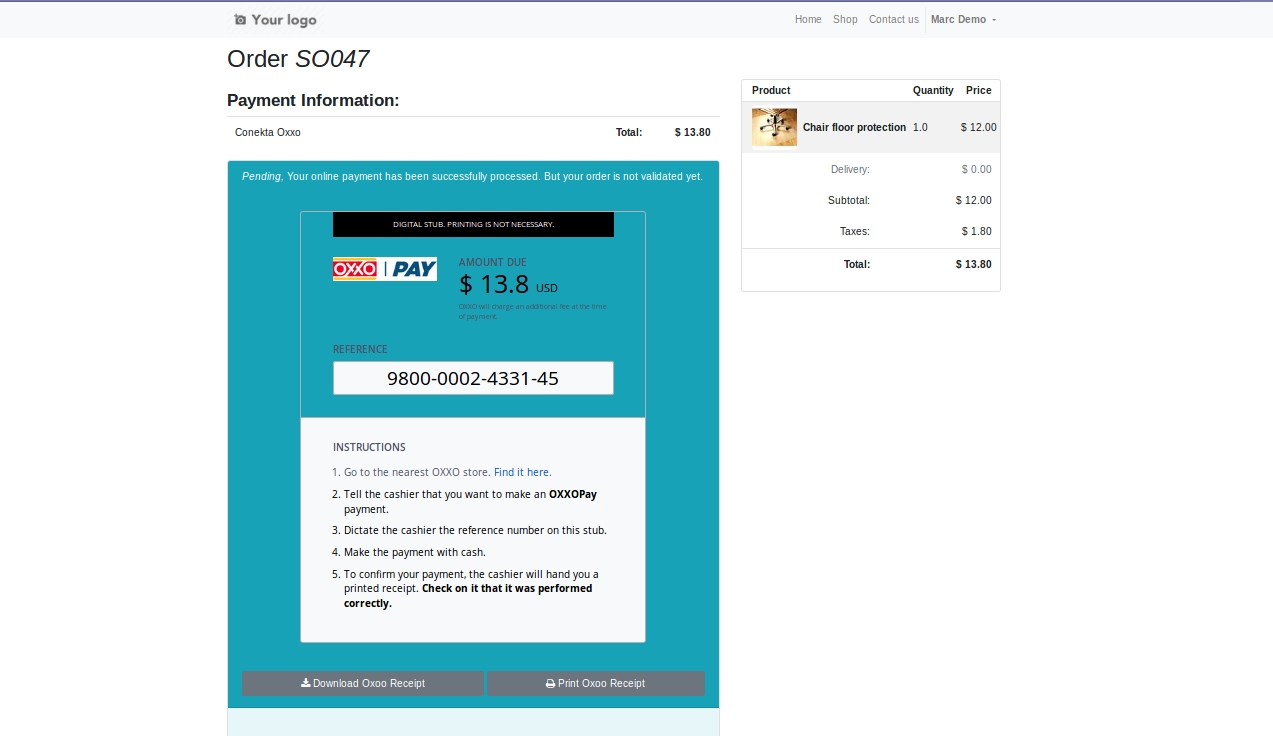 Your logo
Home Shop Contact us Marc Demo
Order SO047
Payment Information:
Conekta Oxxo Total: $ 13.80
Pending, Your online payment has been successfully processed. But your order is not validated yet.
DIGITAL STUB. PRINTING IS NOT NECESSARY.
OXXO PAY
AMOUNT DUE
$ 13.8 USD
OXXO will charge an additional fee at the time
of payment.
REFERENCE
9800-0002-4331-45
INSTRUCTIONS
1. Go to the nearest OXXO store. Find it here.
2. Tell the cashier that you want to make an OXXOPay
payment.
3. Dictate the cashier the reference number on this stub.
4. Make the payment with cash.
5. To confirm your payment, the cashier will hand you a
printed receipt. Check on it that it was performed
correctly.
Download Oxoo Receipt
Print Oxoo Receipt
Product Quantity Price
Chair floor protection 1.0 $ 12.00
Delivery: $ 0.00
Subtotal: $ 12.00
Taxes: $ 1.80
Total: $ 13.80